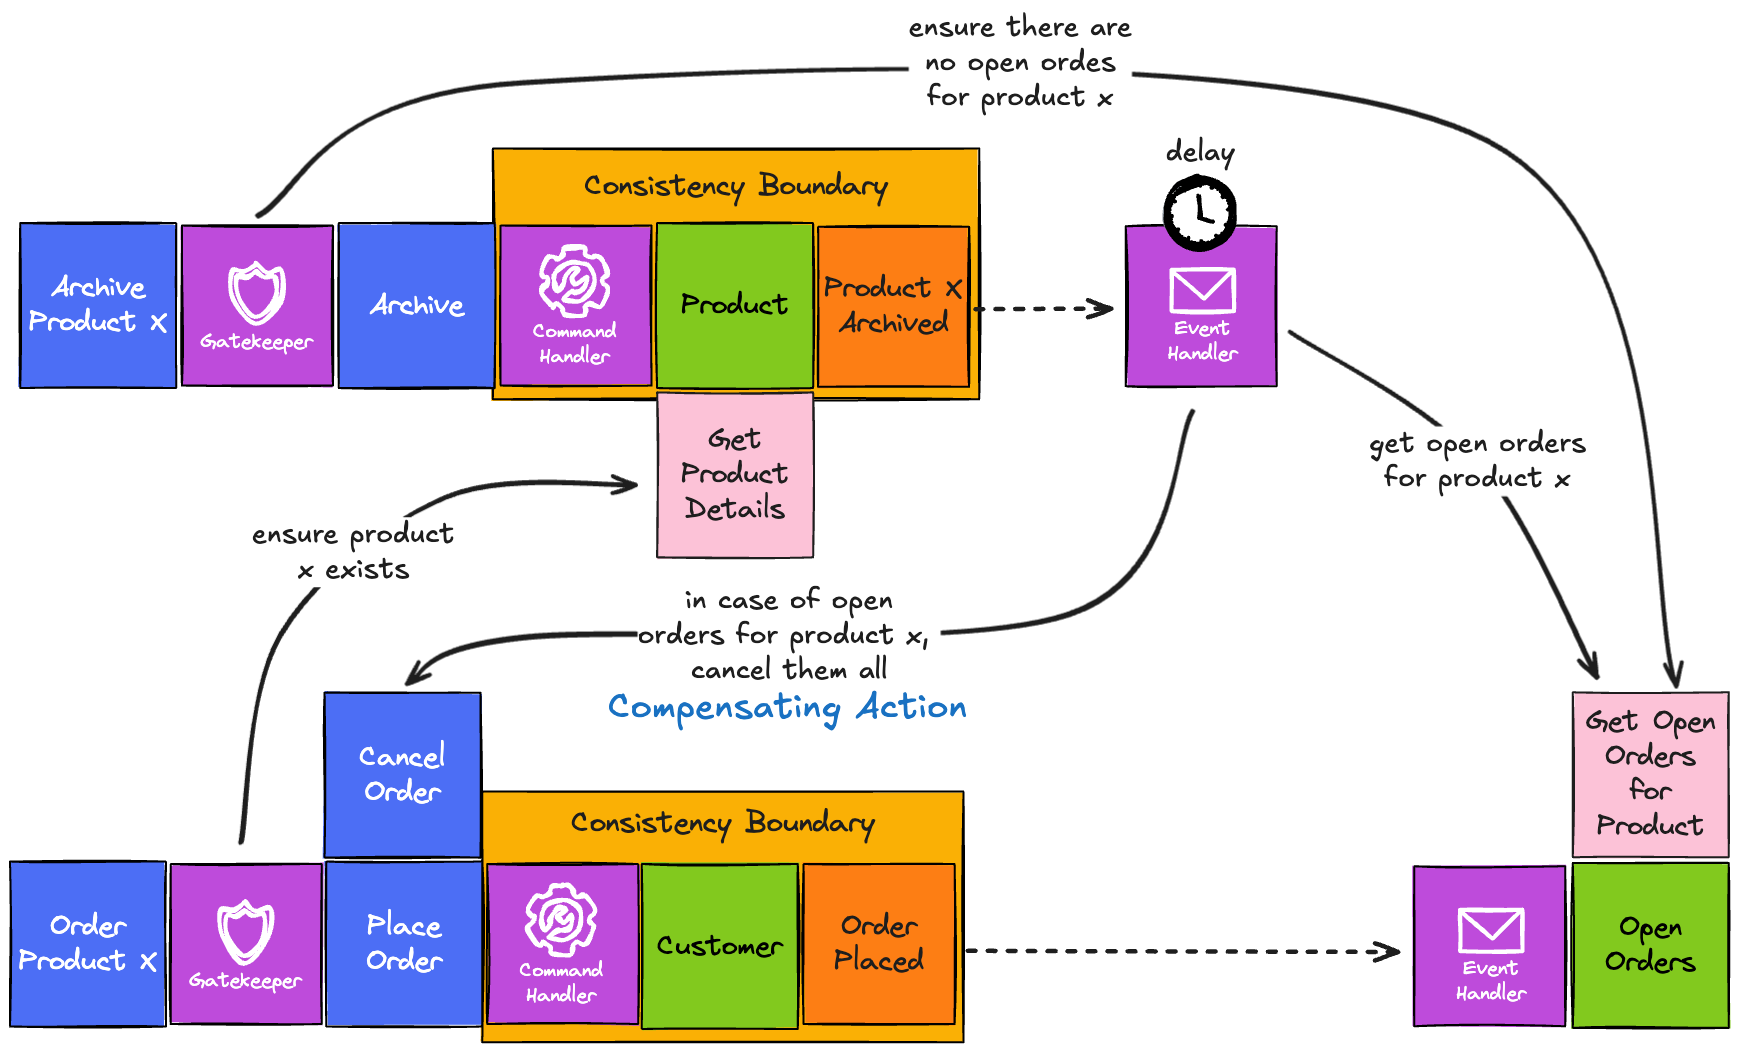 ensure there are
no open ordes
for product x
delay
Consistency Boundary
Archive
Product X
Gatekeeper
Archive
Command
Handler
Product
Product X
Archived
Event
Handler
Get
Product
Details
get open orders
for product x
ensure product
x exists
in case of open
orders for product x,
cancel them all
Compensating Action
Cancel
Order
Get Open
Orders
for
Product
Consistency Boundary
Order
Product X
Gatekeeper
Place
Order
Command
Handler
Customer
Order
Placed
Event
Handler
Open
Orders